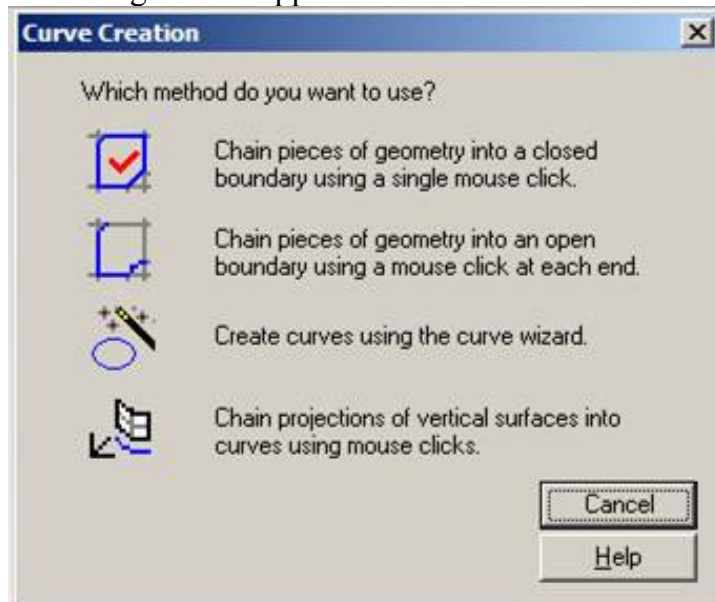 Curve Creation
Which method do you want to use?
Chain pieces of geometry into a closed
boundary using a single mouse click.
Chain pieces of geometry into an open
boundary using a mouse click at each end.
Create curves using the curve wizard.
Chain projections of vertical surfaces into
curves using mouse clicks.
Cancel
Help